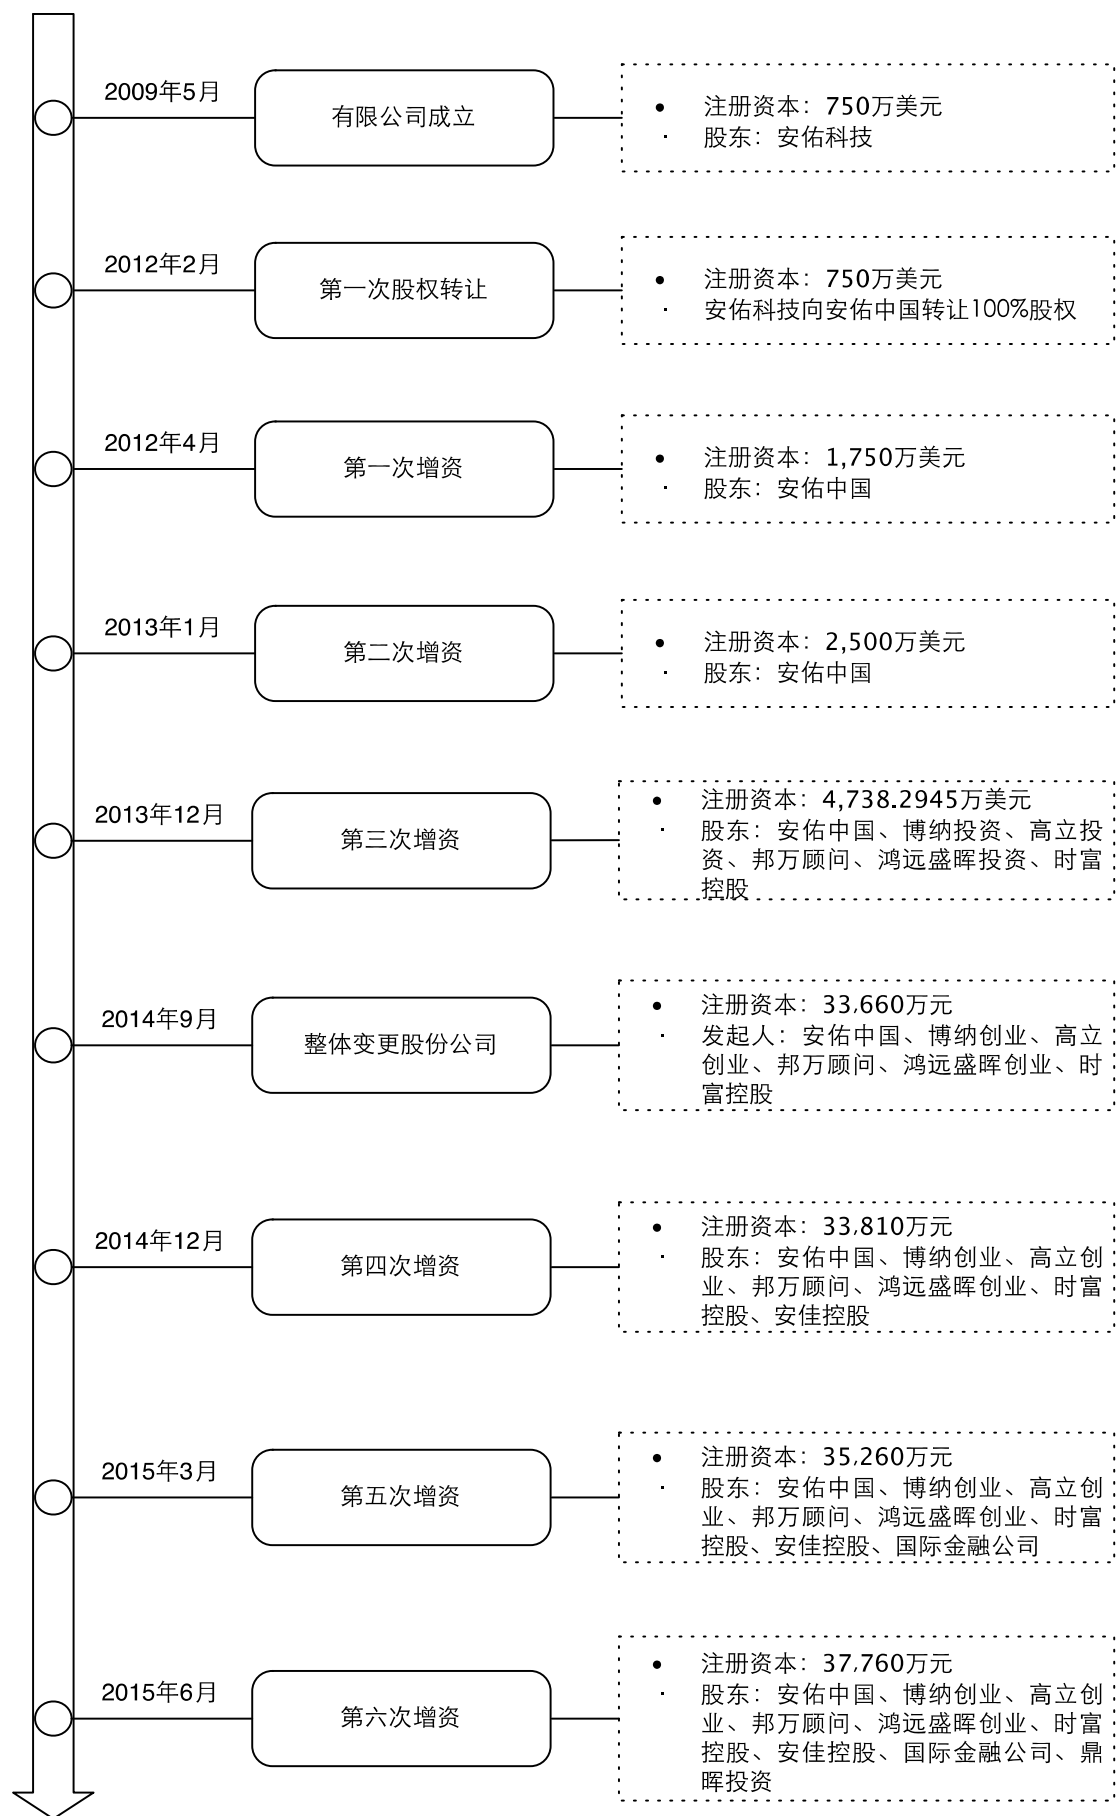 2009年5月
有限公司成立
• 注册资本：750万美元
· 股东：安佑科技
2012年2月
第一次股权转让
• 注册资本：750万美元
· 安佑科技向安佑中国转让100%股权
2012年4月
第一次增资
• 注册资本：1,750万美元
· 股东：安佑中国
2013年1月
第二次增资
• 注册资本：2,500万美元
· 股东：安佑中国
2013年12月
第三次增资
• 注册资本：4,738.2945万美元
· 股东：安佑中国、博纳投资、高立投
资、邦万顾问、鸿远盛晖投资、时富
控股
2014年9月
整体变更股份公司
• 注册资本：33,660万元
· 发起人：安佑中国、博纳创业、高立
创业、邦万顾问、鸿远盛晖创业、时
富控股
2014年12月
第四次增资
• 注册资本：33,810万元
· 股东：安佑中国、博纳创业、高立创
业、邦万顾问、鸿远盛晖创业、时富
控股、安佳控股
2015年3月
第五次增资
• 注册资本：35,260万元
· 股东：安佑中国、博纳创业、高立创
业、邦万顾问、鸿远盛晖创业、时富
控股、安佳控股、国际金融公司
2015年6月
第六次增资
• 注册资本：37,760万元
· 股东：安佑中国、博纳创业、高立创
业、邦万顾问、鸿远盛晖创业、时富
控股、安佳控股、国际金融公司、鼎
晖投资